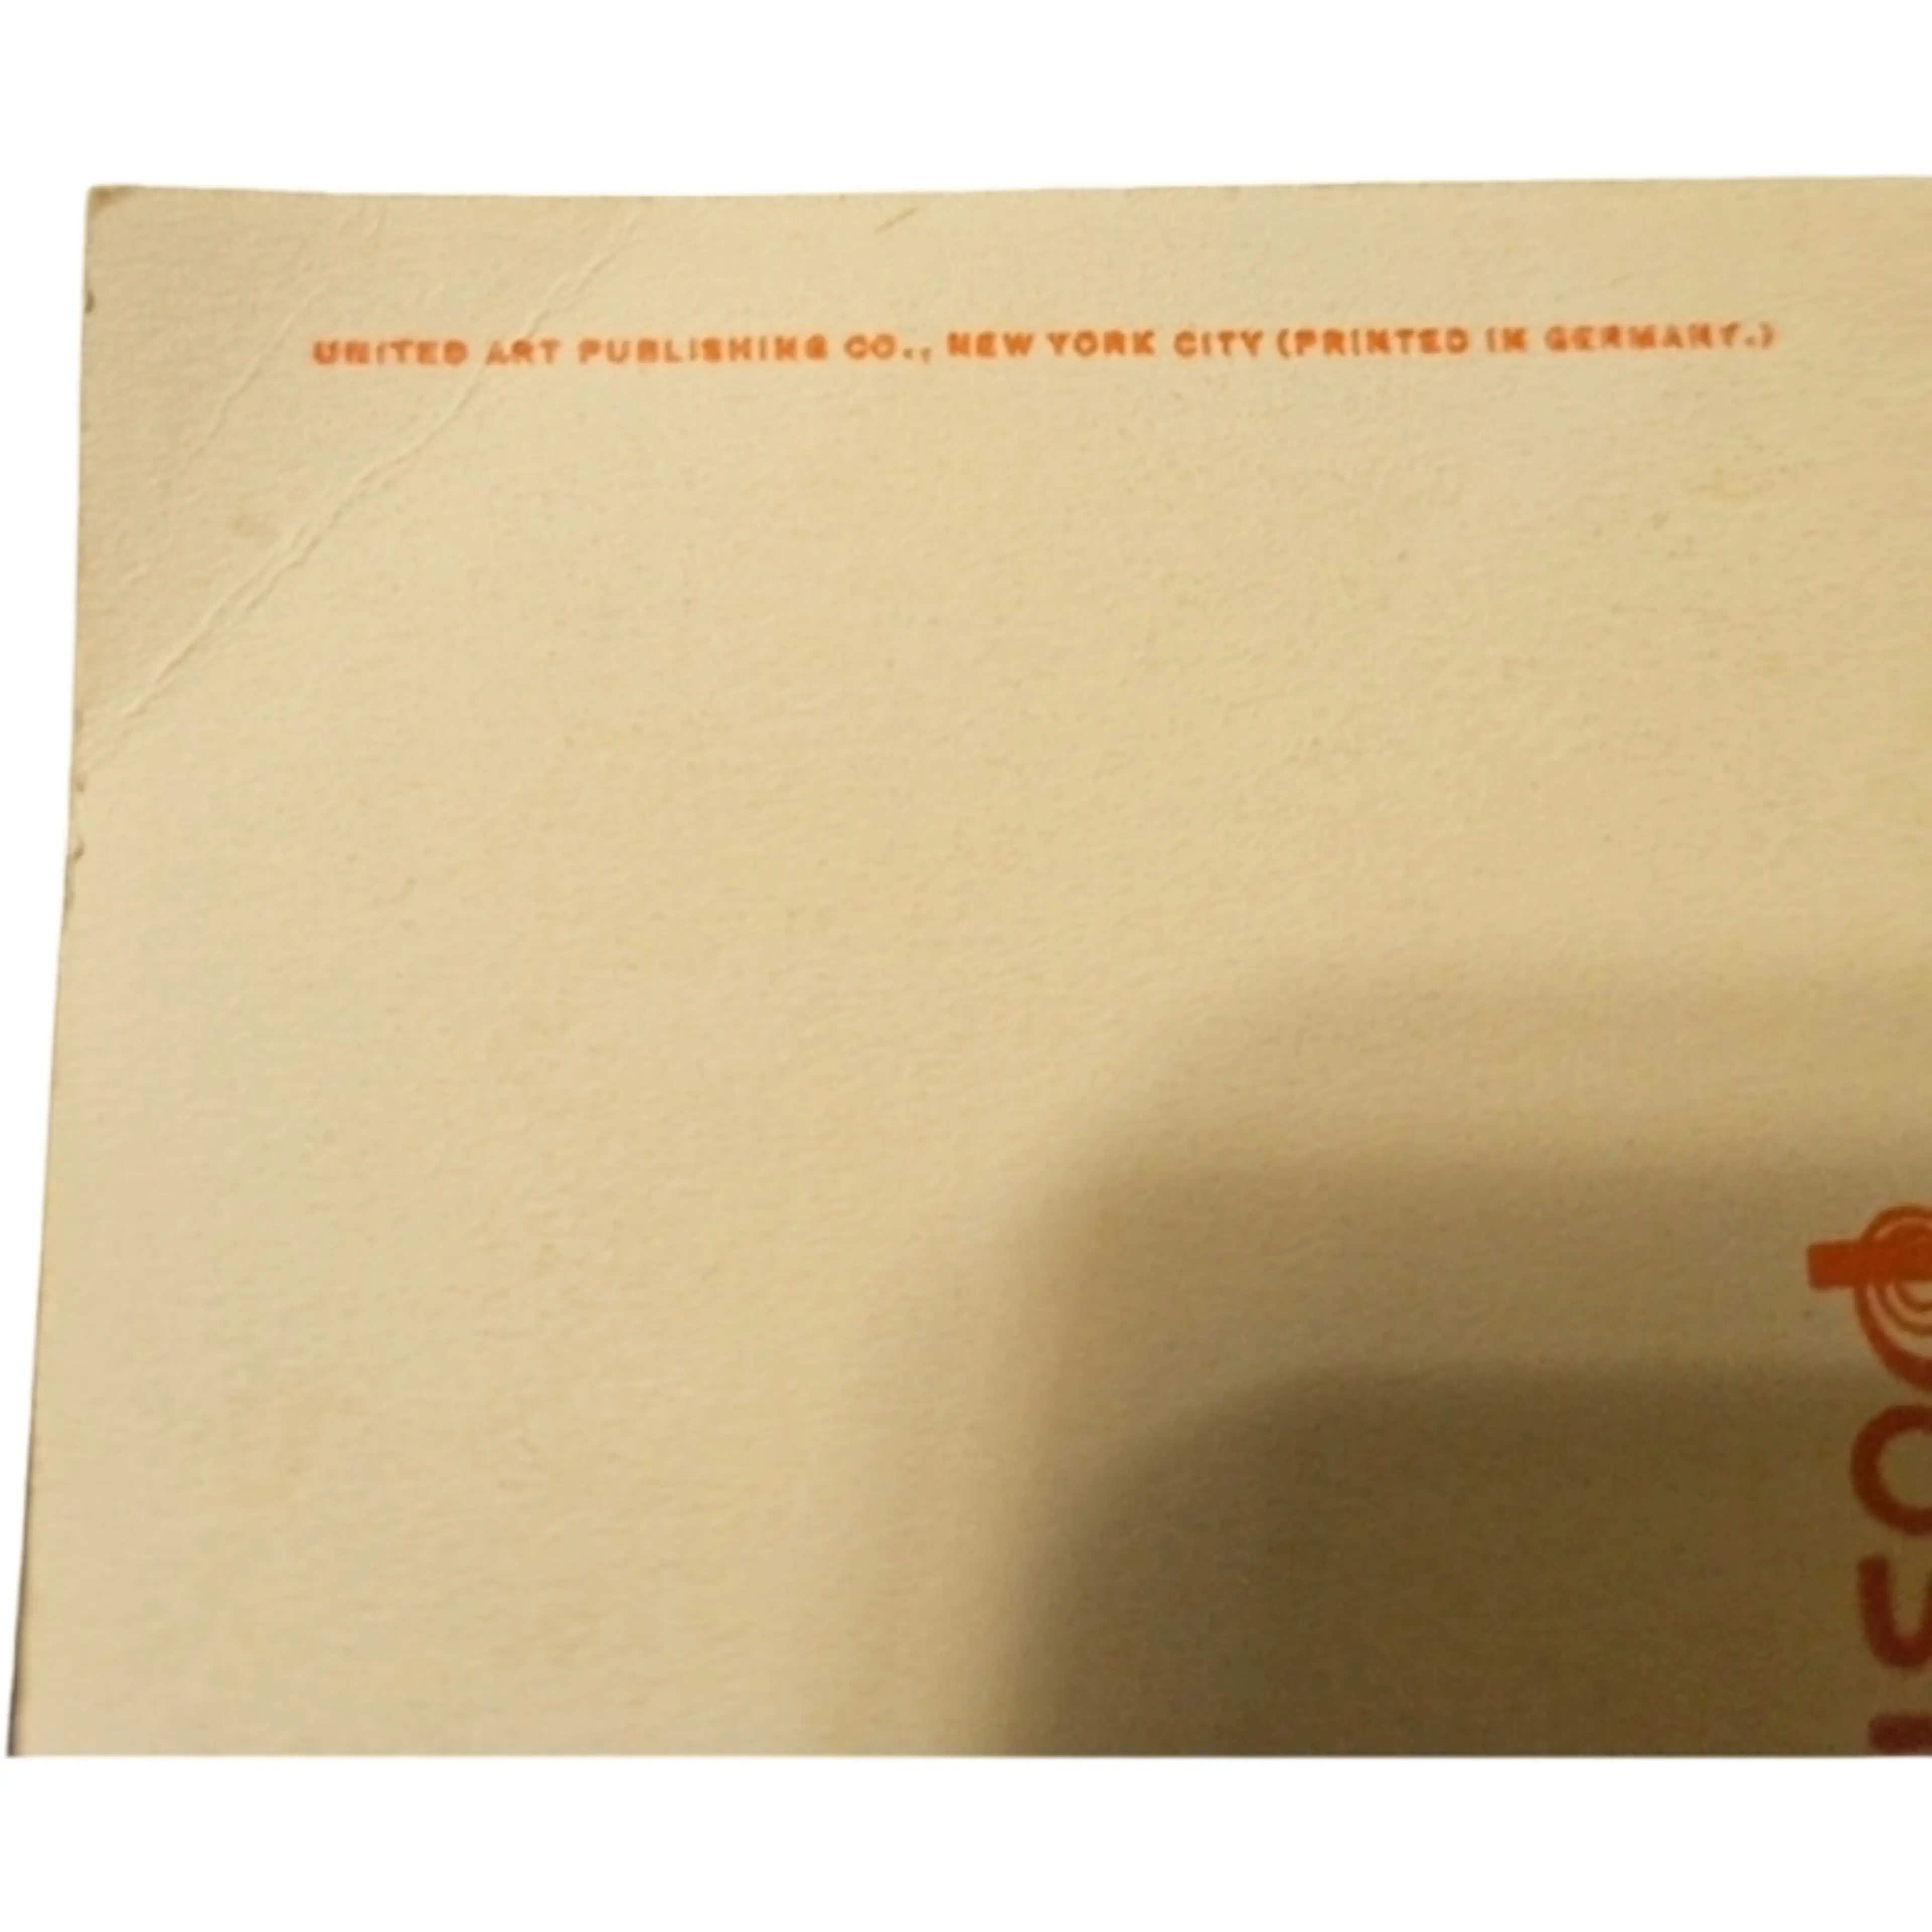 UNITED ART PUBLISHING CO., NEW YORK CITY (PRINTED IN GERMANY.)